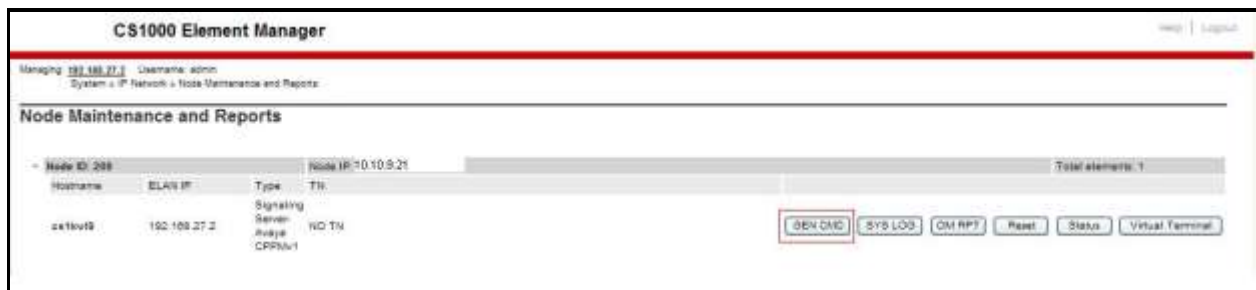 CS1000 Element Manager
Help | Logout
Managing: 192.168.27.2 Username: admin
System » IP Network » Node Maintenance and Reports
Node Maintenance and Reports
- Node ID: 200 Node IP: 10.10.9.21 Total elements: 1
Hostname ELAN IP Type TN
Signaling
Server-
Avaya
CPPMv1
192.168.27.2 NO TN GEN CMD SYS LOG OM RPT Reset Status Virtual Terminal